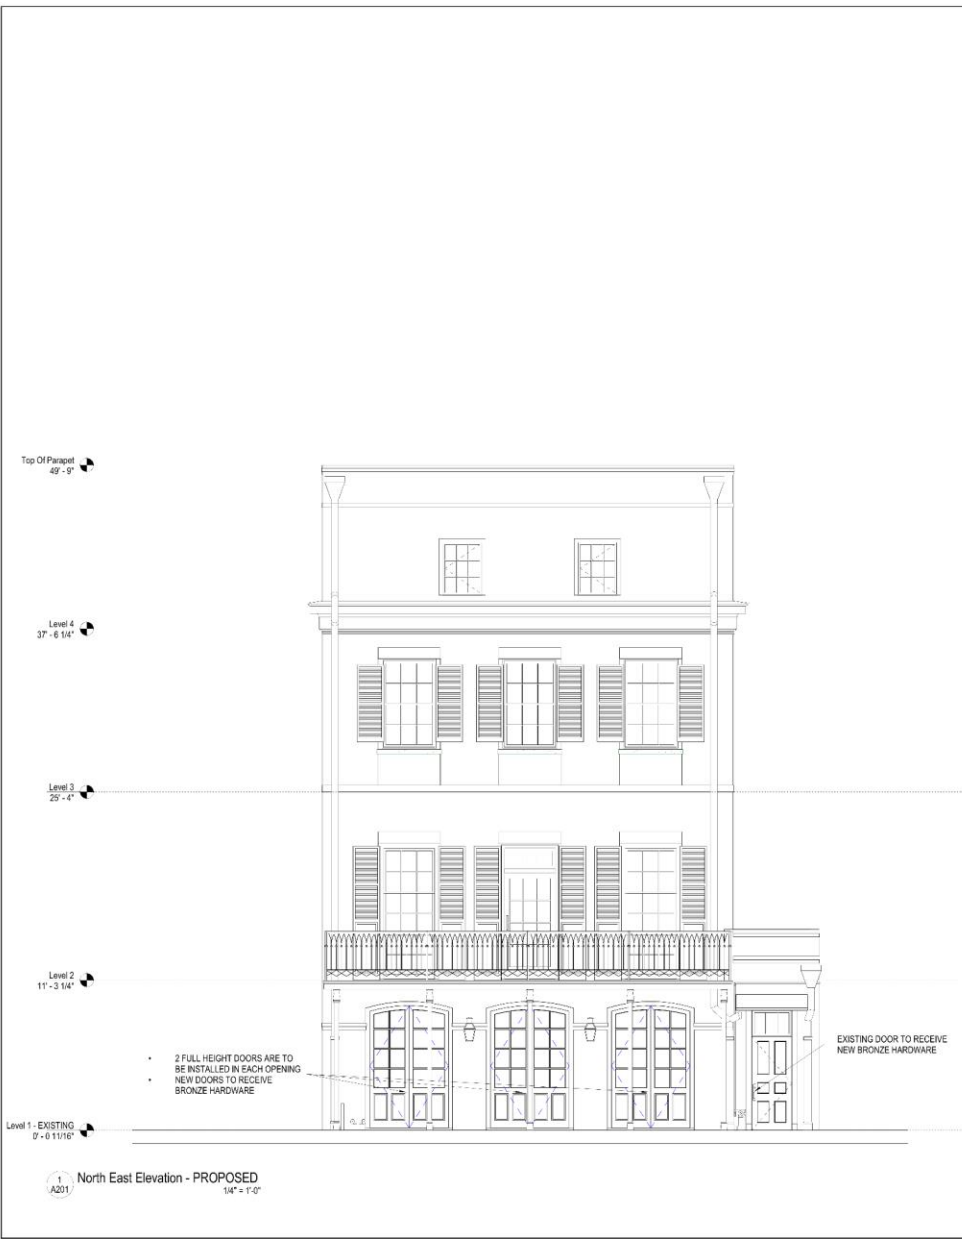 Top Of Parapet
49' - 9"
Level 4
37' - 6 1/4"
Level 3
25' - 4"
Level 2
11' - 3 1/4"
• 2 FULL HEIGHT DOORS ARE TO
BE INSTALLED IN EACH OPENING
• NEW DOORS TO RECEIVE
BRONZE HARDWARE
EXISTING DOOR TO RECEIVE
NEW BRONZE HARDWARE
Level 1 - EXISTING
0' - 0 11/16"
1
A201
North East Elevation - PROPOSED
1/4" = 1'-0"